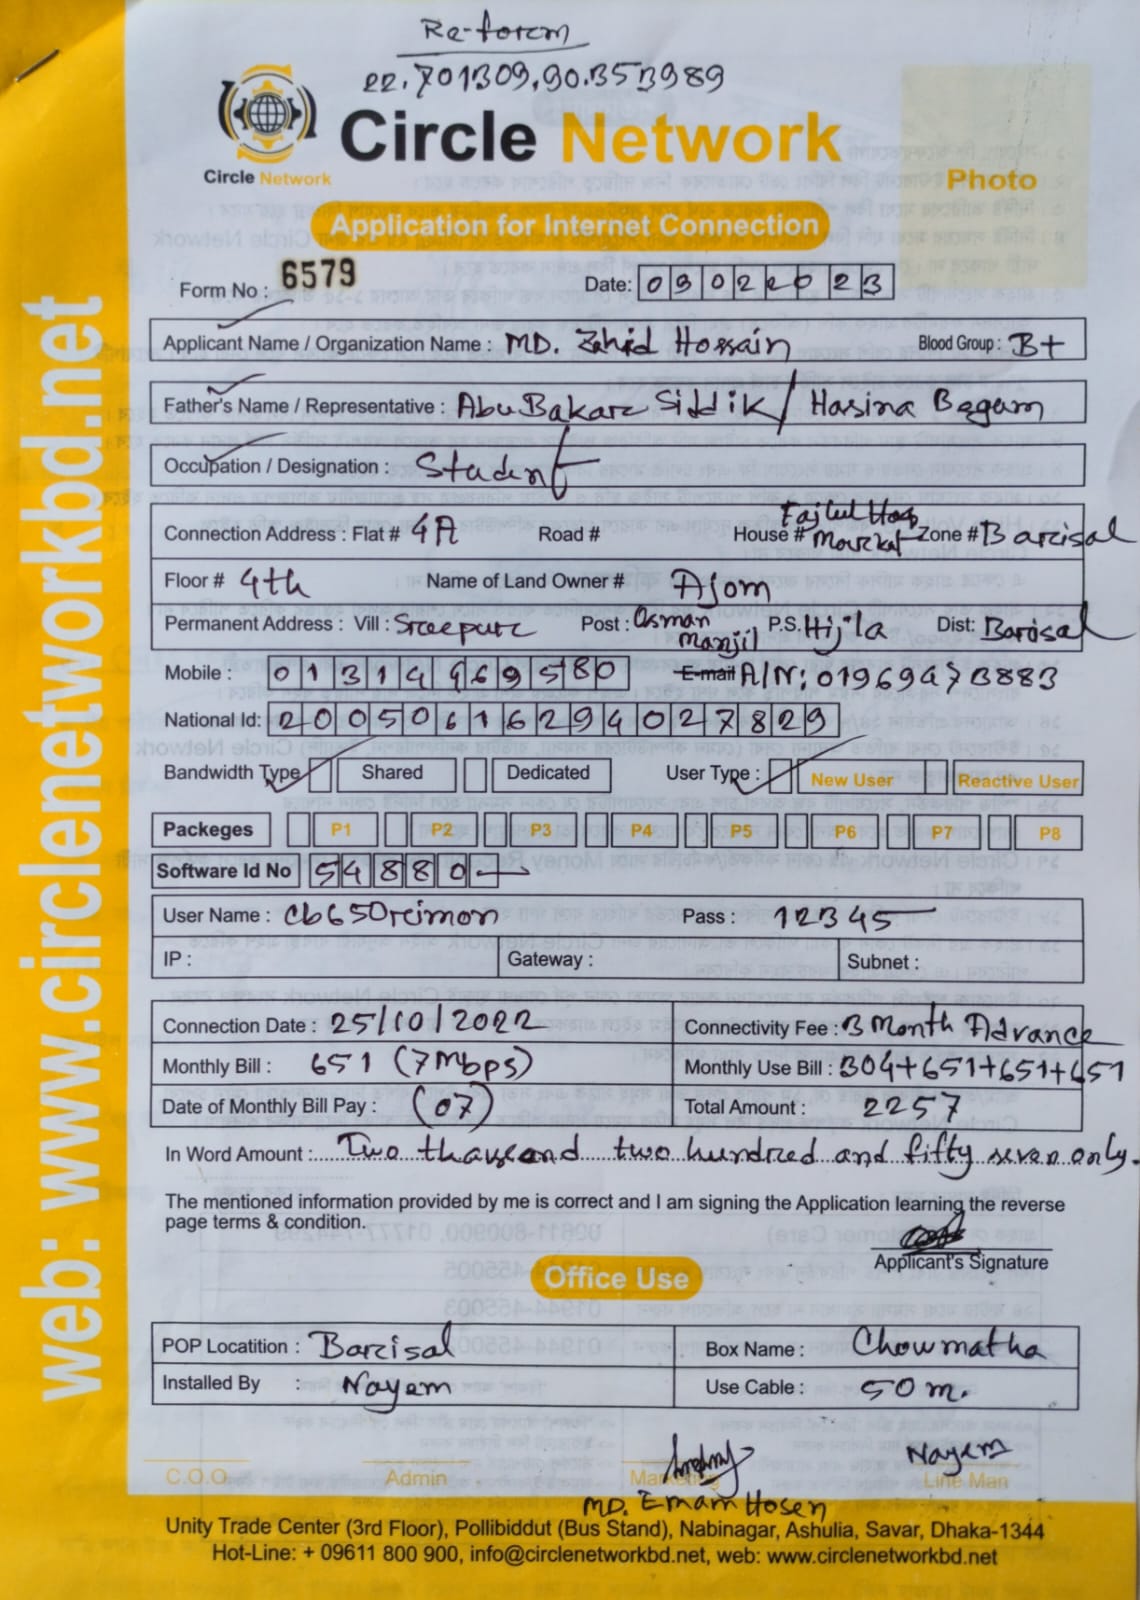 Re-form
22.701309,90.353989
Circle Network
Circle Network
Photo
Application for Internet Connection
Form No : 6579
Date: 09022023
Applicant Name / Organization Name : MD. Zahid Hossain Blood Group : B+
Father's Name / Representative : Abu Bakar Siddik / Hasina Begam
Occupation / Designation : Student
Connection Address : Flat # 4A Road # House # Fajlul Haq Market Zone # Barisal
Floor # 4th Name of Land Owner # Ajom
Permanent Address : Vill : Sreepur Post : Osman Manjil P.S. Hijla Dist: Barisal
Mobile : 01314969580 E-mail A/N: 01969473883
National Id: 20050616294027829
Bandwidth Type Shared Dedicated User Type : New User Reactive User
Packeges P1 P2 P3 P4 P5 P6 P7 P8
Software Id No 54880
User Name : cb650rimon Pass : 12345
IP : Gateway : Subnet :
Connection Date : 25/10/2022 Connectivity Fee : 3 Month Advance
Monthly Bill : 651 (7Mbps) Monthly Use Bill : 304+651+651+651
Date of Monthly Bill Pay : (07) Total Amount : 2257
In Word Amount : Two thausand two hundred and fifty seven only.
The mentioned information provided by me is correct and I am signing the Application learning the reverse
page terms & condition.
Applicant's Signature
Office Use
POP Locatition : Barisal Box Name : Chowmatha
Installed By : Nayem Use Cable : 50 m.
Nayem
C.O.O. Admin Marketing Line Man
MD. Emam Hosen
Unity Trade Center (3rd Floor), Pollibiddut (Bus Stand), Nabinagar, Ashulia, Savar, Dhaka-1344
Hot-Line: + 09611 800 900, info@circlenetworkbd.net, web: www.circlenetworkbd.net
web: www.circlenetworkbd.net